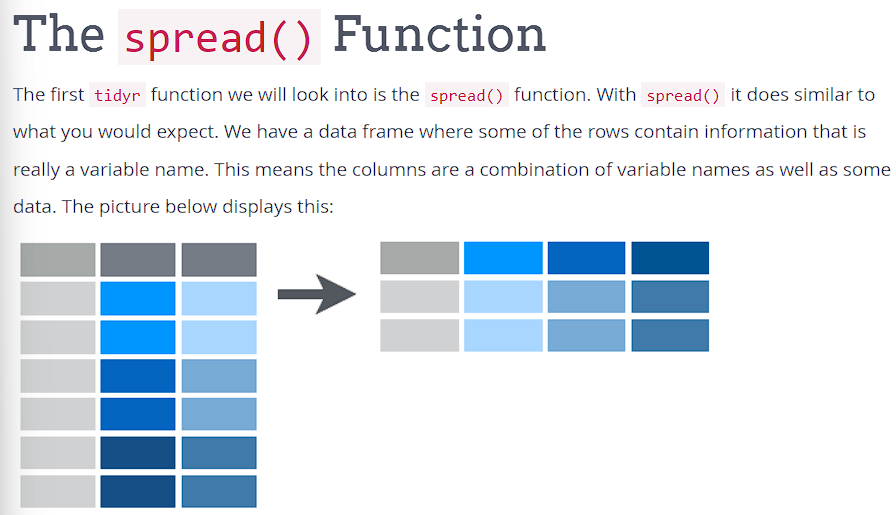 The spread() Function
The first tidyr function we will look into is the spread() function. With spread() it does similar to
what you would expect. We have a data frame where some of the rows contain information that is
really a variable name. This means the columns are a combination of variable names as well as some
data. The picture below displays this: